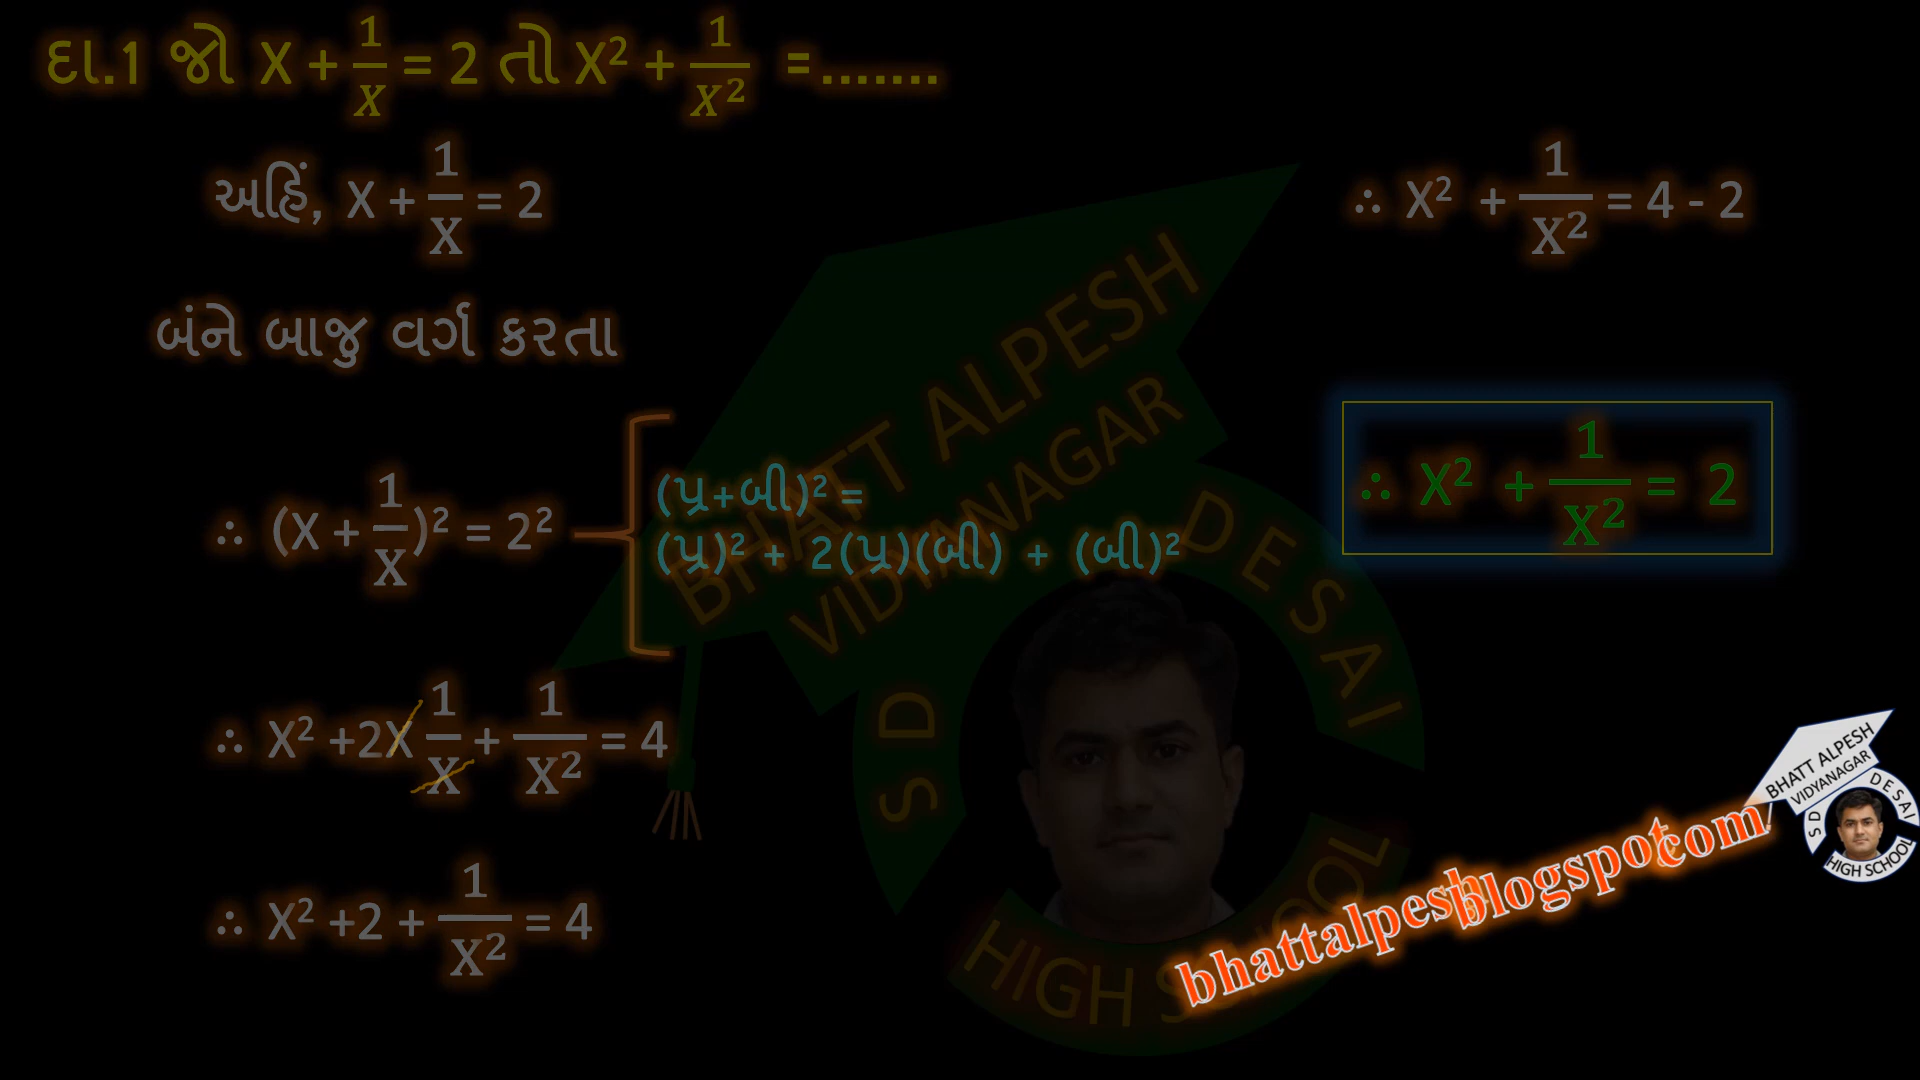 દા.1 જો X + 1/X = 2 તો X² + 1/X² = .......
અહિં, X + 1/X = 2
બંને બાજુ વર્ગ કરતા
∴ (X + 1/X)² = 2²
(પ્ર+બી)² =
(પ્ર)² + 2(પ્ર)(બી) + (બી)²
∴ X² +2X 1/X + 1/X² = 4
∴ X² +2 + 1/X² = 4
∴ X² + 1/X² = 4 - 2
∴ X² + 1/X² = 2
BHATT ALPESH
VIDYANAGAR
S D DESAI
HIGH SCHOOL
bhattalpesh.blogspot.com
BHATT ALPESH
VIDYANAGAR
S D DESAI
HIGH SCHOOL